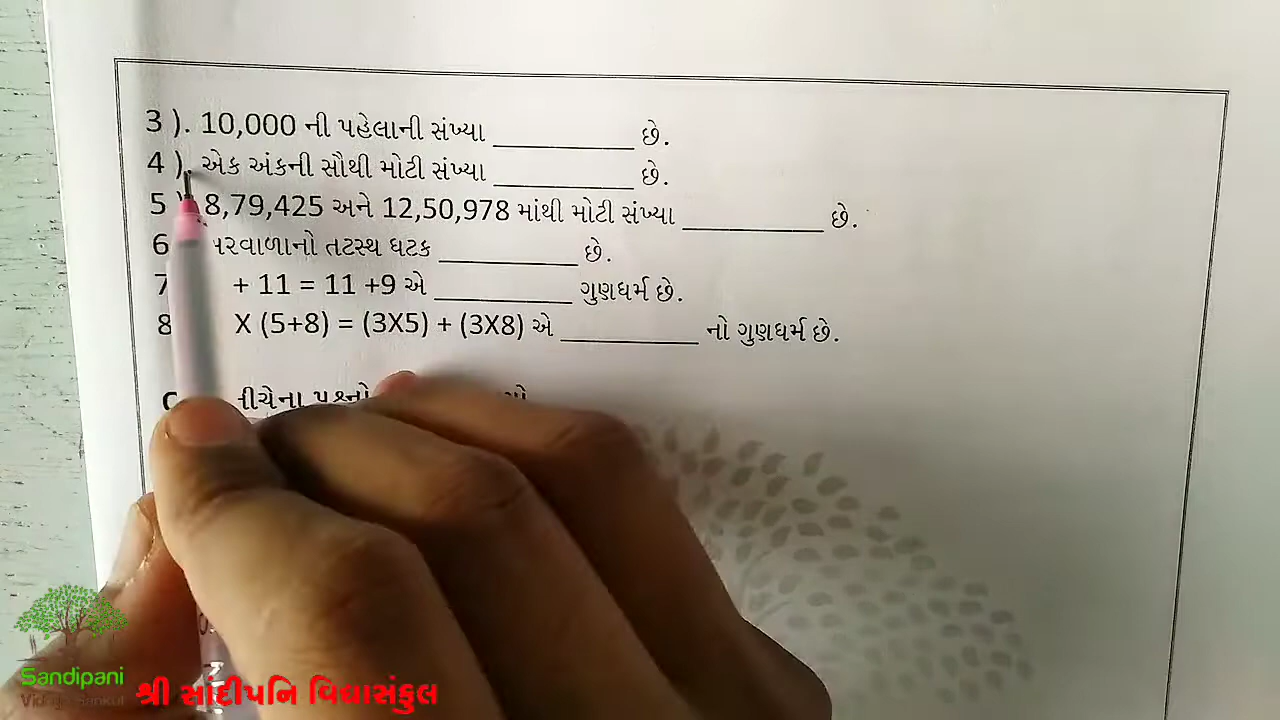 3 ). 10,000 ની પહેલાની સંખ્યા __________ છે.
4 ). એક અંકની સૌથી મોટી સંખ્યા __________ છે.
5 ) 8,79,425 અને 12,50,978 માંથી મોટી સંખ્યા __________ છે.
6 સરવાળાનો તટસ્થ ઘટક __________ છે.
7 + 11 = 11 +9 એ __________ ગુણધર્મ છે.
8 X (5+8) = (3X5) + (3X8) એ __________ નો ગુણધર્મ છે.
નીચેના પ્રશ્નો
Sandipani
Vidyasankul
શ્રી સાંદીપનિ વિદ્યાસંકુલ